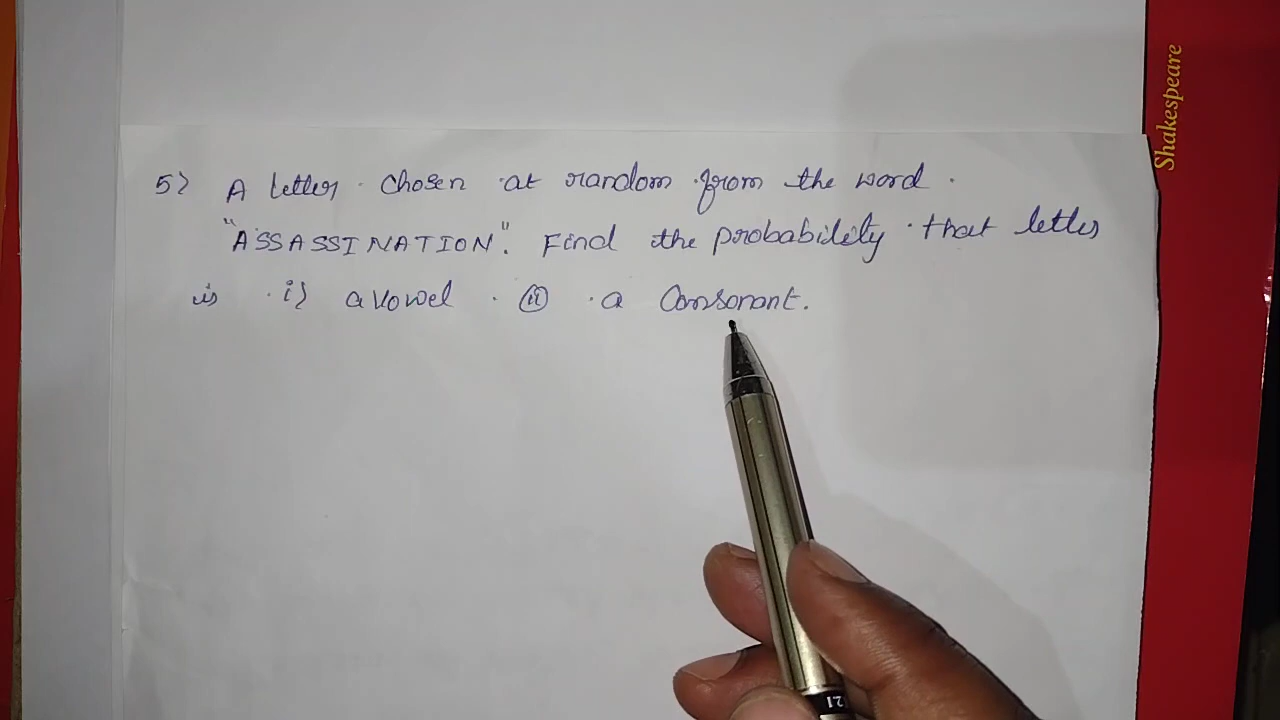 5) A letter chosen at random from the word
"ASSASSINATION". Find the probability that letter
is i) a vowel (ii) a Consonant.
Shakespeare
121